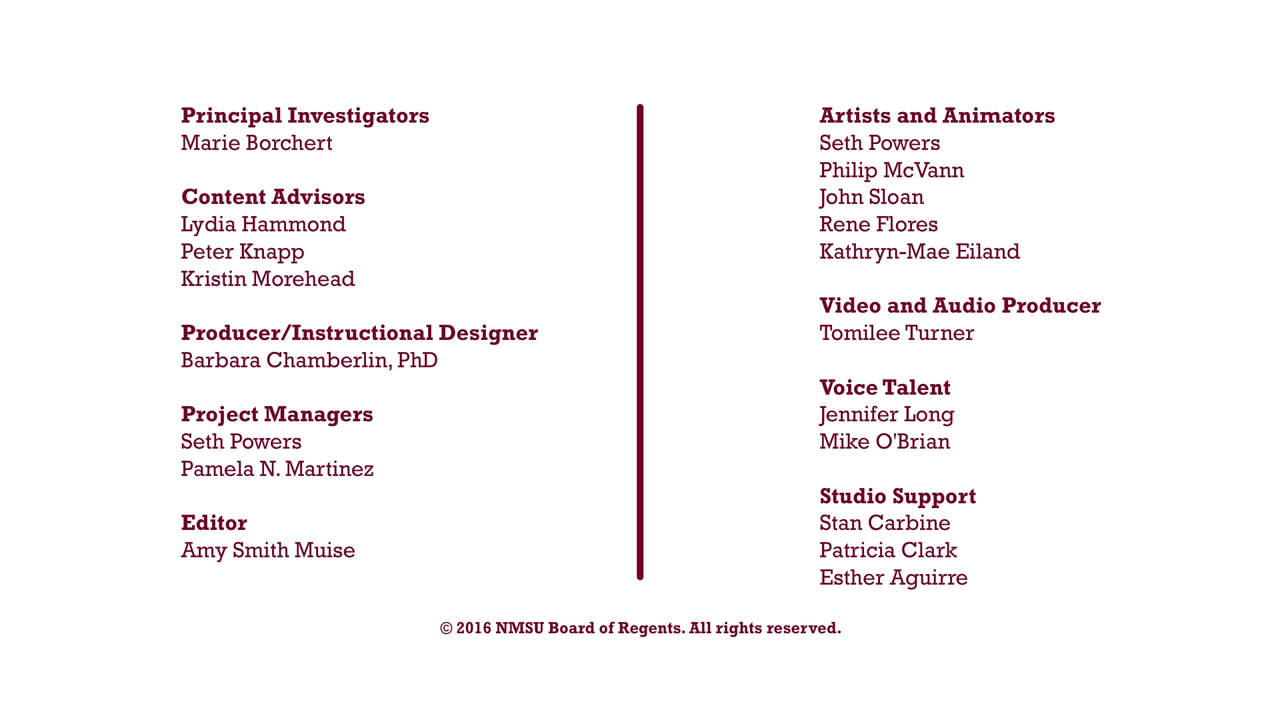 Principal Investigators
Marie Borchert
Content Advisors
Lydia Hammond
Peter Knapp
Kristin Morehead
Producer/Instructional Designer
Barbara Chamberlin, PhD
Project Managers
Seth Powers
Pamela N. Martinez
Editor
Amy Smith Muise
Artists and Animators
Seth Powers
Philip McVann
John Sloan
Rene Flores
Kathryn-Mae Eiland
Video and Audio Producer
Tomilee Turner
Voice Talent
Jennifer Long
Mike O'Brian
Studio Support
Stan Carbine
Patricia Clark
Esther Aguirre
© 2016 NMSU Board of Regents. All rights reserved.